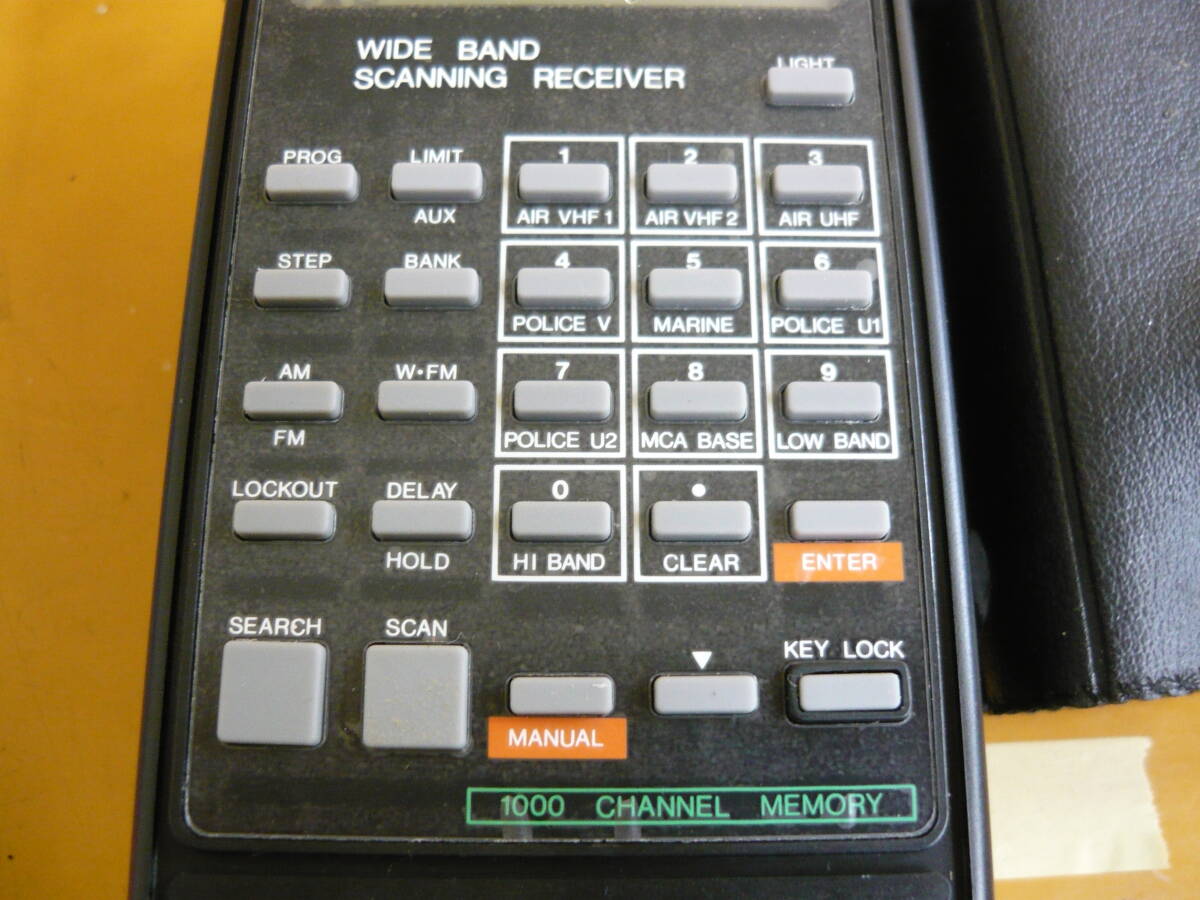 WIDE BAND
SCANNING RECEIVER
LIGHT
PROG LIMIT 1 2 3
AUX AIR VHF 1 AIR VHF 2 AIR UHF
STEP BANK 4 5 6
POLICE V MARINE POLICE U1
AM W・FM 7 8 9
FM POLICE U2 MCA BASE LOW BAND
LOCKOUT DELAY 0 •
HOLD HI BAND CLEAR ENTER
SEARCH SCAN
▼ KEY LOCK
MANUAL
1000 CHANNEL MEMORY